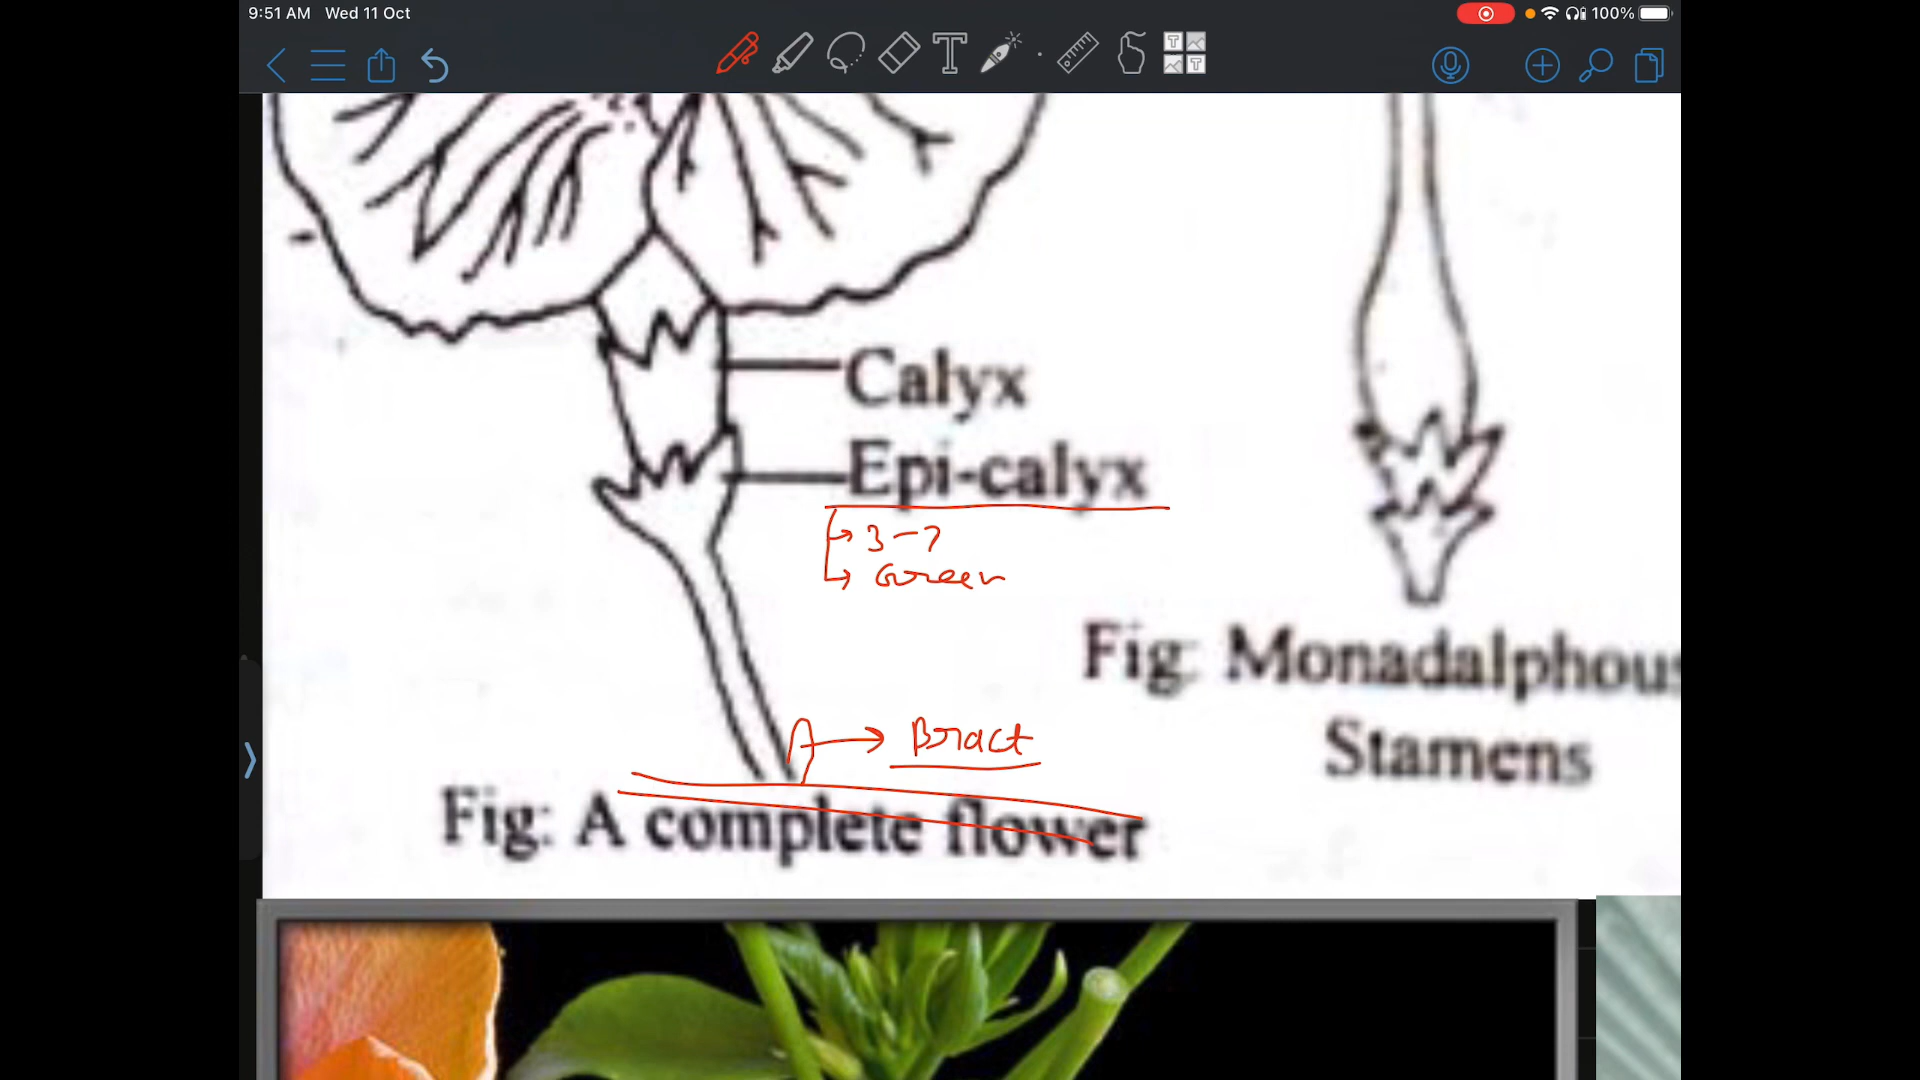 9:51 AM Wed 11 Oct
100%
Calyx
Epi-calyx
→ 3-7
→ Green
Fig: Monadalphous
Stamens
→ Bract
Fig: A complete flower